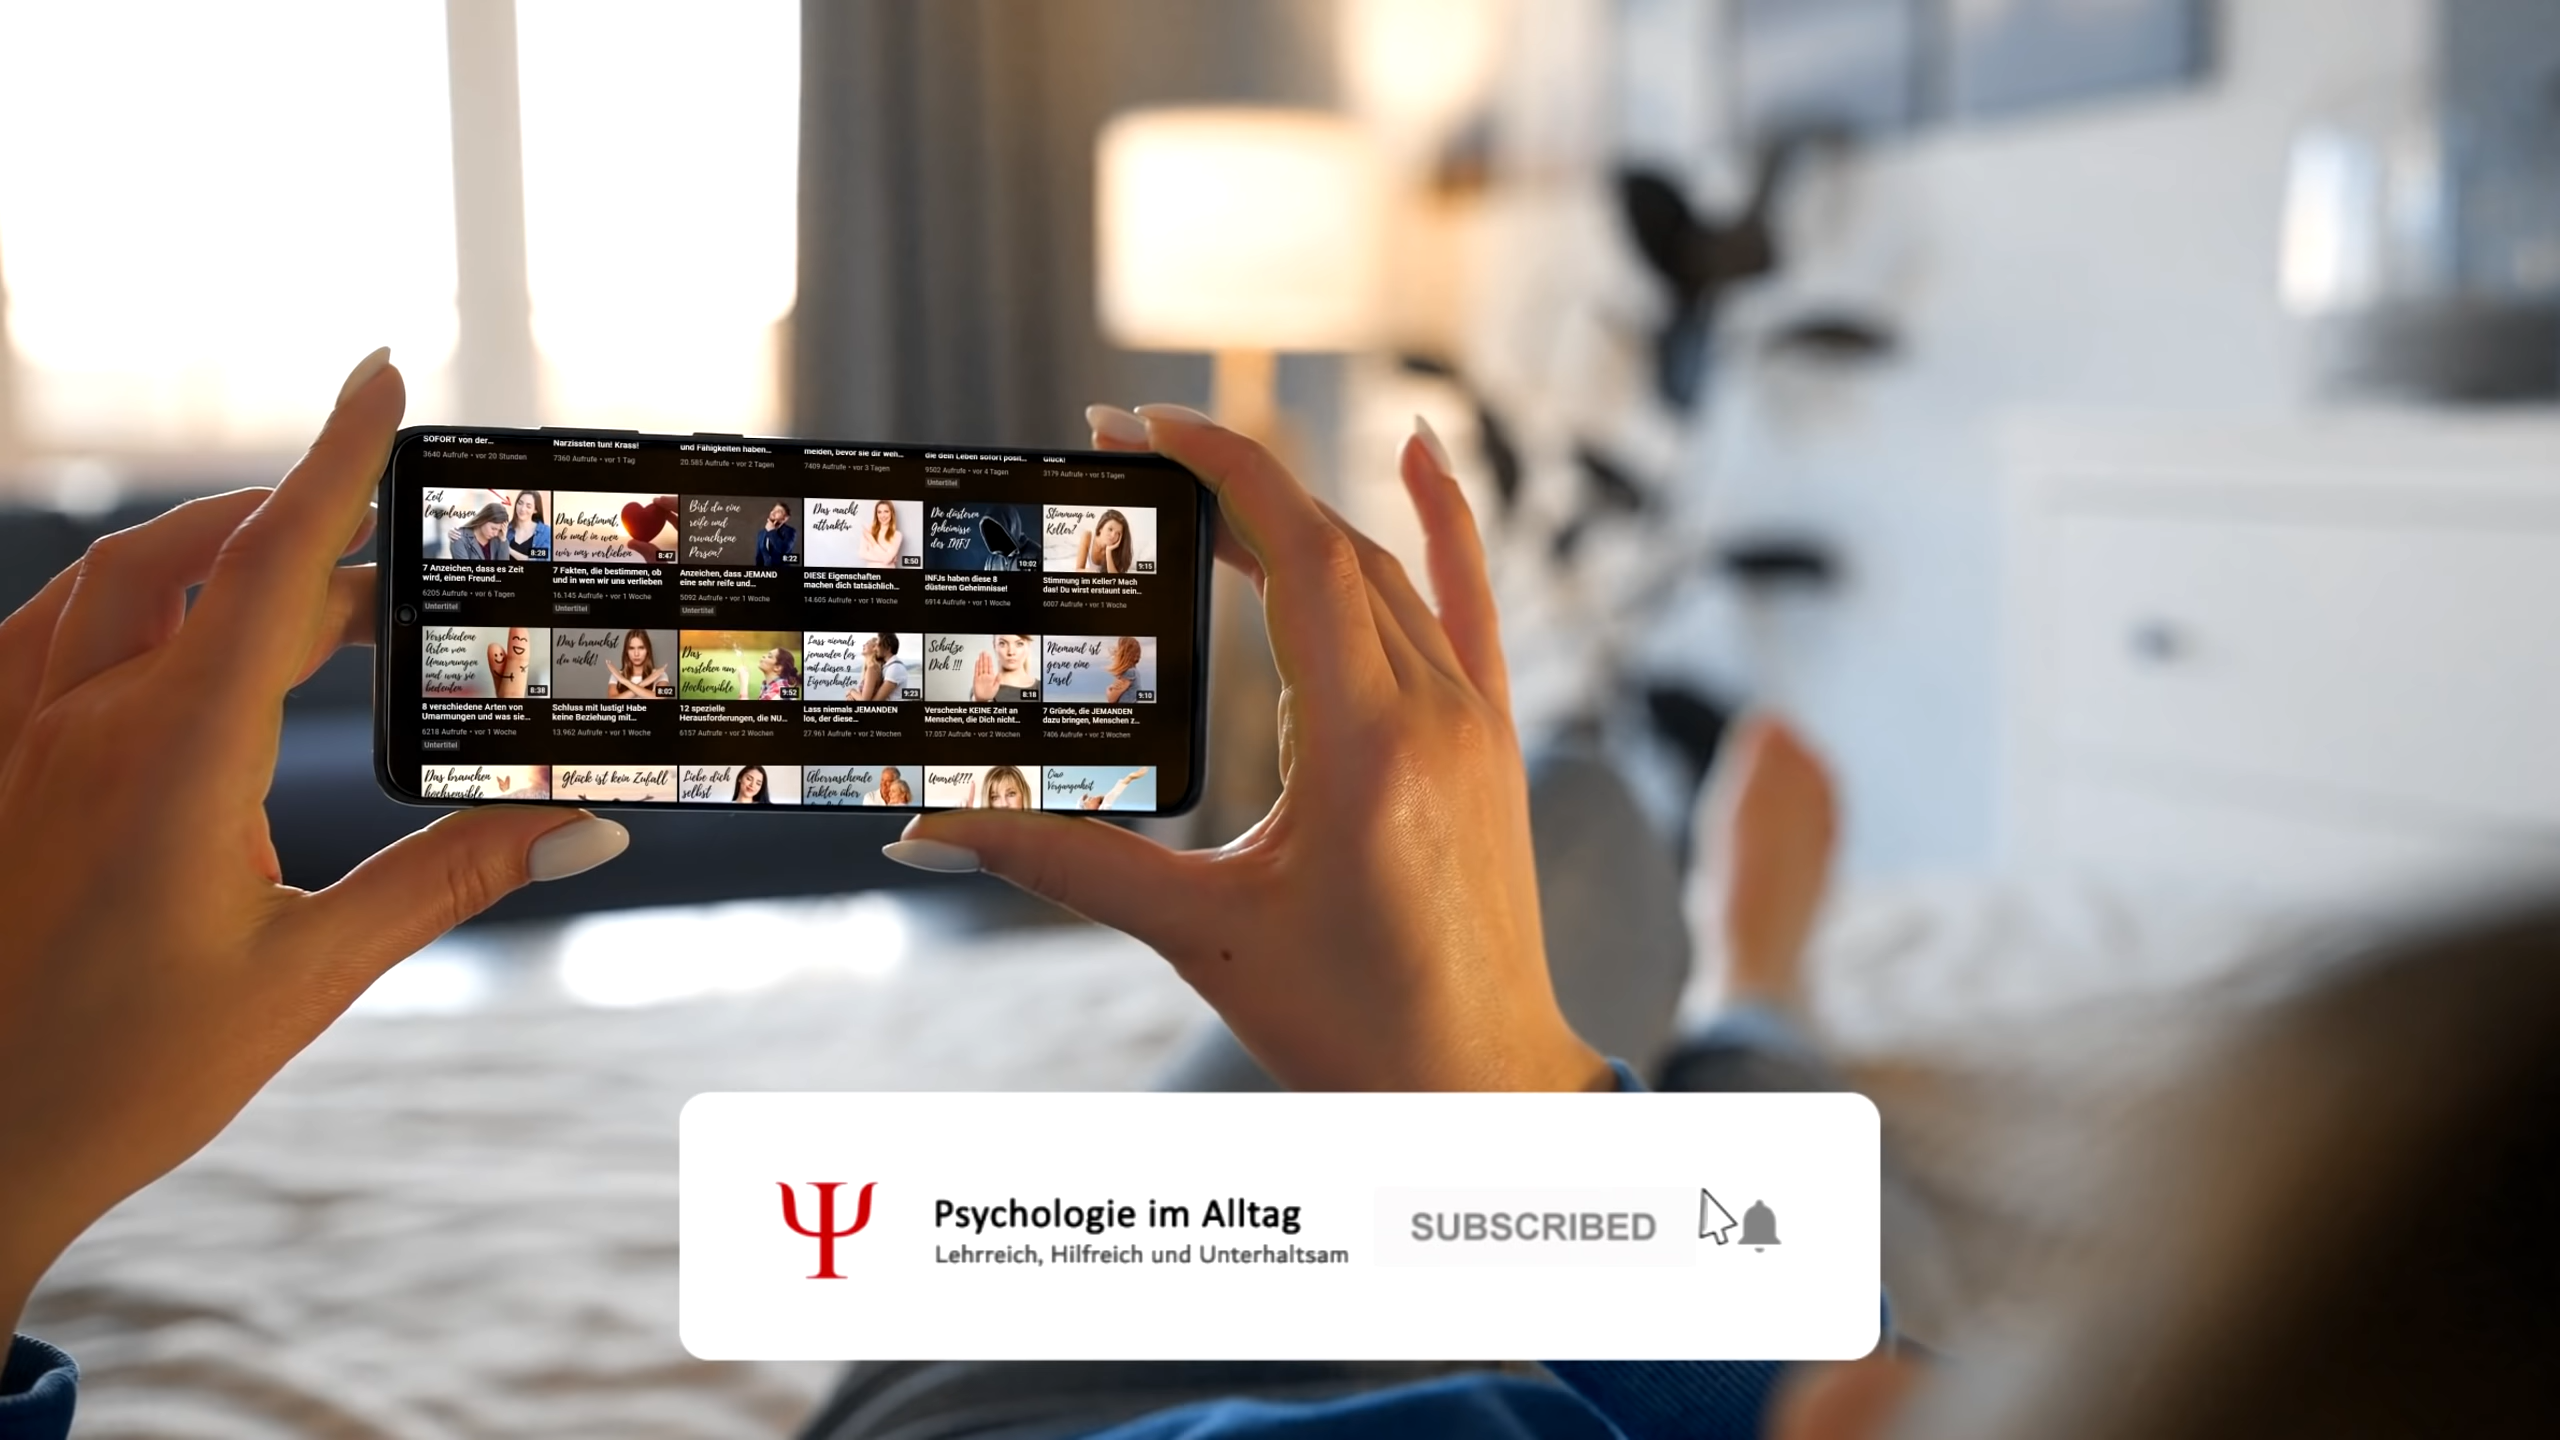 SOFORT von der...
3640 Aufrufe • vor 20 Stunden
Narzissten tun! Krass!
7360 Aufrufe • vor 1 Tag
und Fähigkeiten haben...
20.585 Aufrufe • vor 2 Tagen
meiden, bevor sie dir weh...
7409 Aufrufe • vor 3 Tagen
die dein Leben sofort posit...
9502 Aufrufe • vor 4 Tagen
Untertitel
Glück!
3179 Aufrufe • vor 5 Tagen
Zeit
loszulassen
8:28
7 Anzeichen, dass es Zeit
wird, einen Freund...
6205 Aufrufe • vor 6 Tagen
Untertitel
Das bestimmt,
ob und in wen
wir uns verlieben
8:47
7 Fakten, die bestimmen, ob
und in wen wir uns verlieben
16.145 Aufrufe • vor 1 Woche
Untertitel
Bist du eine
reife und
erwachsene
Person?
8:22
Anzeichen, dass JEMAND
eine sehr reife und...
5092 Aufrufe • vor 1 Woche
Untertitel
Das macht
attraktiv
8:50
DIESE Eigenschaften
machen dich tatsächlich...
14.605 Aufrufe • vor 1 Woche
Die düsteren
Geheimnisse
des INFJ
10:02
INFJs haben diese 8
düsteren Geheimnisse!
6914 Aufrufe • vor 1 Woche
Stimmung im
Keller?
9:15
Stimmung im Keller? Mach
das! Du wirst erstaunt sein...
6007 Aufrufe • vor 1 Woche
Verschiedene
Arten von
Umarmungen
und was sie
bedeuten
8:38
8 verschiedene Arten von
Umarmungen und was sie...
6218 Aufrufe • vor 1 Woche
Untertitel
Das brauchst
du nicht!
8:02
Schluss mit lustig! Habe
keine Beziehung mit...
13.962 Aufrufe • vor 1 Woche
Das
verstehen nur
Hochsensible
9:52
12 spezielle
Herausforderungen, die NU...
6157 Aufrufe • vor 2 Wochen
Lass niemals
jemanden los
mit diesen 9
Eigenschaften
9:23
Lass niemals JEMANDEN
los, der diese...
27.961 Aufrufe • vor 2 Wochen
Schütze
Dich !!!
8:18
Verschenke KEINE Zeit an
Menschen, die Dich nicht...
17.057 Aufrufe • vor 2 Wochen
Niemand ist
gerne eine
Insel
9:10
7 Gründe, die JEMANDEN
dazu bringen, Menschen z...
7406 Aufrufe • vor 2 Wochen
Das brauchen
hochsensible
Glück ist kein Zufall
Liebe dich
selbst
Überraschende
Fakten über
Unreif???
Ciao
Vergangenheit
Ψ
Psychologie im Alltag
Lehrreich, Hilfreich und Unterhaltsam
SUBSCRIBED